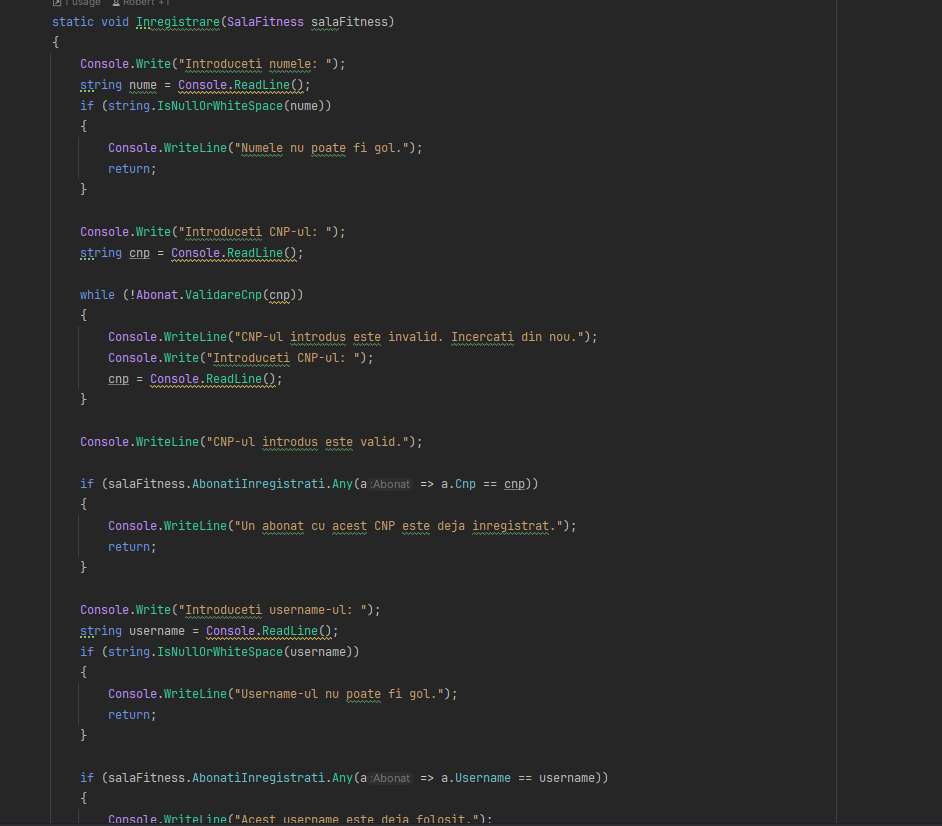 1 usage Robert +1
static void Inregistrare(SalaFitness salaFitness)
{
Console.Write("Introduceti numele: ");
string nume = Console.ReadLine();
if (string.IsNullOrWhiteSpace(nume))
{
Console.WriteLine("Numele nu poate fi gol.");
return;
}
Console.Write("Introduceti CNP-ul: ");
string cnp = Console.ReadLine();
while (!Abonat.ValidareCnp(cnp))
{
Console.WriteLine("CNP-ul introdus este invalid. Incercati din nou.");
Console.Write("Introduceti CNP-ul: ");
cnp = Console.ReadLine();
}
Console.WriteLine("CNP-ul introdus este valid.");
if (salaFitness.AbonatiInregistrati.Any(a :Abonat => a.Cnp == cnp))
{
Console.WriteLine("Un abonat cu acest CNP este deja inregistrat.");
return;
}
Console.Write("Introduceti username-ul: ");
string username = Console.ReadLine();
if (string.IsNullOrWhiteSpace(username))
{
Console.WriteLine("Username-ul nu poate fi gol.");
return;
}
if (salaFitness.AbonatiInregistrati.Any(a :Abonat => a.Username == username))
{
Console.WriteLine("Acest username este deja folosit.");